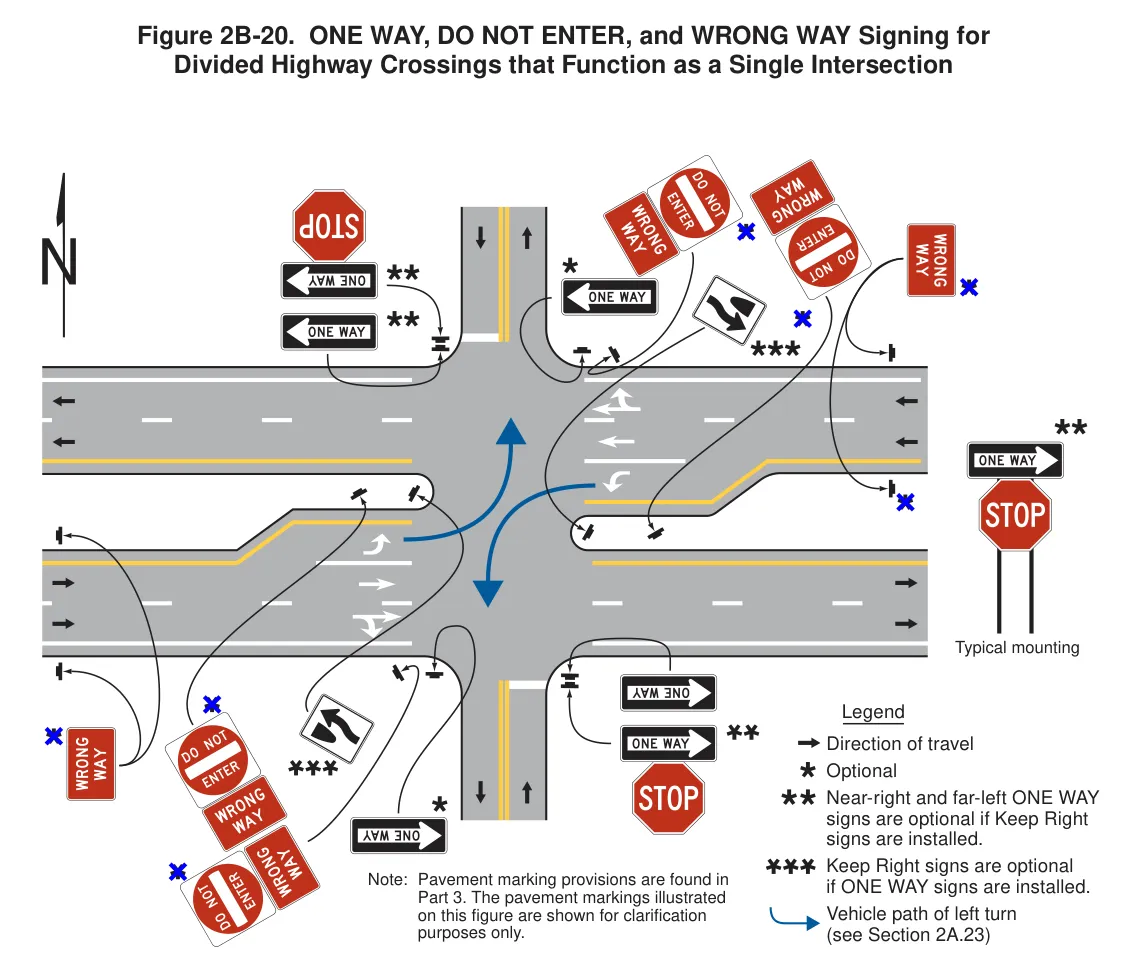 Figure 2B-20. ONE WAY, DO NOT ENTER, and WRONG WAY Signing for
Divided Highway Crossings that Function as a Single Intersection
N
STOP
ONE WAY
**
ONE WAY
**
*
ONE WAY
WRONG
WAY
DO NOT
ENTER
***
WRONG
WAY
DO NOT
ENTER
WRONG
WAY
**
ONE WAY
STOP
Typical mounting
WRONG
WAY
DO NOT
ENTER
WRONG
WAY
DO NOT
ENTER
WRONG
WAY
***
*
ONE WAY
ONE WAY
ONE WAY
**
STOP
Note: Pavement marking provisions are found in
Part 3. The pavement markings illustrated
on this figure are shown for clarification
purposes only.
Legend
Direction of travel
* Optional
** Near-right and far-left ONE WAY
signs are optional if Keep Right
signs are installed.
*** Keep Right signs are optional
if ONE WAY signs are installed.
Vehicle path of left turn
(see Section 2A.23)